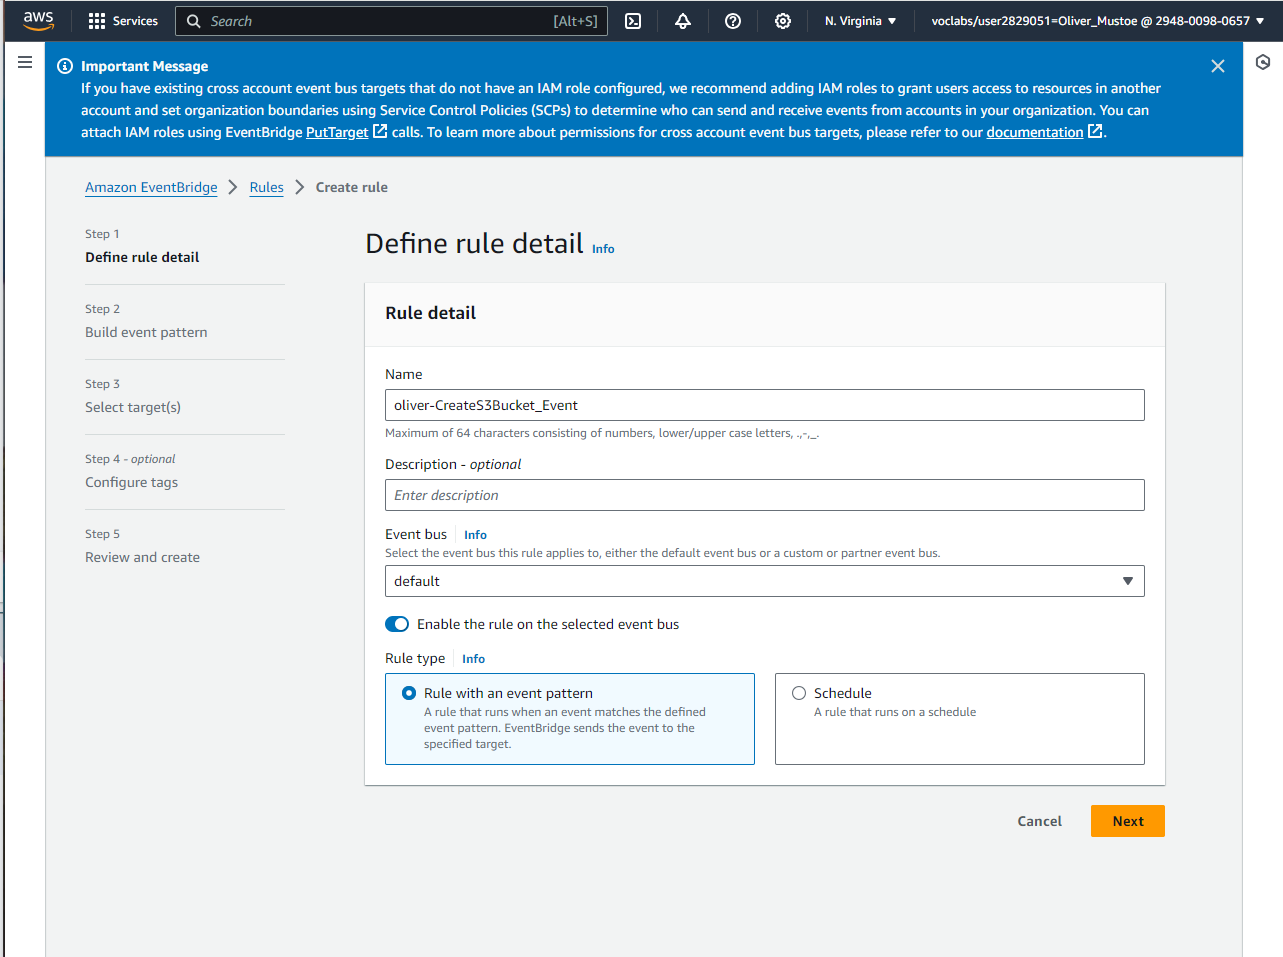 aws
Services
Search [Alt+S]
N. Virginia
voclabs/user2829051=Oliver_Mustoe @ 2948-0098-0657
Important Message
If you have existing cross account event bus targets that do not have an IAM role configured, we recommend adding IAM roles to grant users access to resources in another
account and set organization boundaries using Service Control Policies (SCPs) to determine who can send and receive events from accounts in your organization. You can
attach IAM roles using EventBridge PutTarget calls. To learn more about permissions for cross account event bus targets, please refer to our documentation .
Amazon EventBridge > Rules > Create rule
Step 1
Define rule detail
Step 2
Build event pattern
Step 3
Select target(s)
Step 4 - optional
Configure tags
Step 5
Review and create
Define rule detail Info
Rule detail
Name
oliver-CreateS3Bucket_Event
Maximum of 64 characters consisting of numbers, lower/upper case letters, .,-,_.
Description - optional
Enter description
Event bus Info
Select the event bus this rule applies to, either the default event bus or a custom or partner event bus.
default
Enable the rule on the selected event bus
Rule type Info
Rule with an event pattern
A rule that runs when an event matches the defined
event pattern. EventBridge sends the event to the
specified target.
Schedule
A rule that runs on a schedule
Cancel
Next